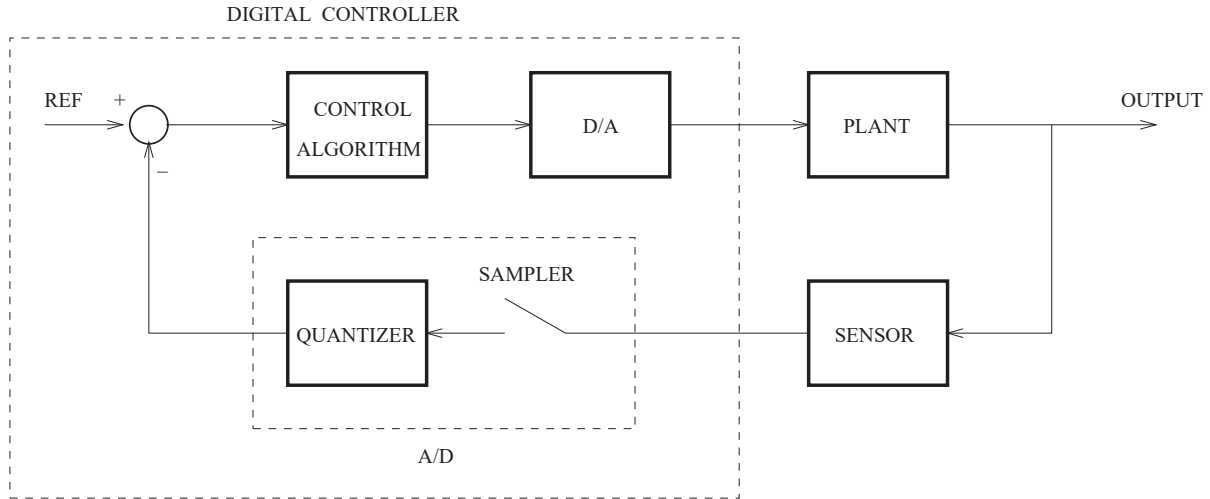 DIGITAL CONTROLLER
REF
+
−
CONTROL
ALGORITHM
D/A
PLANT
OUTPUT
SAMPLER
QUANTIZER
SENSOR
A/D